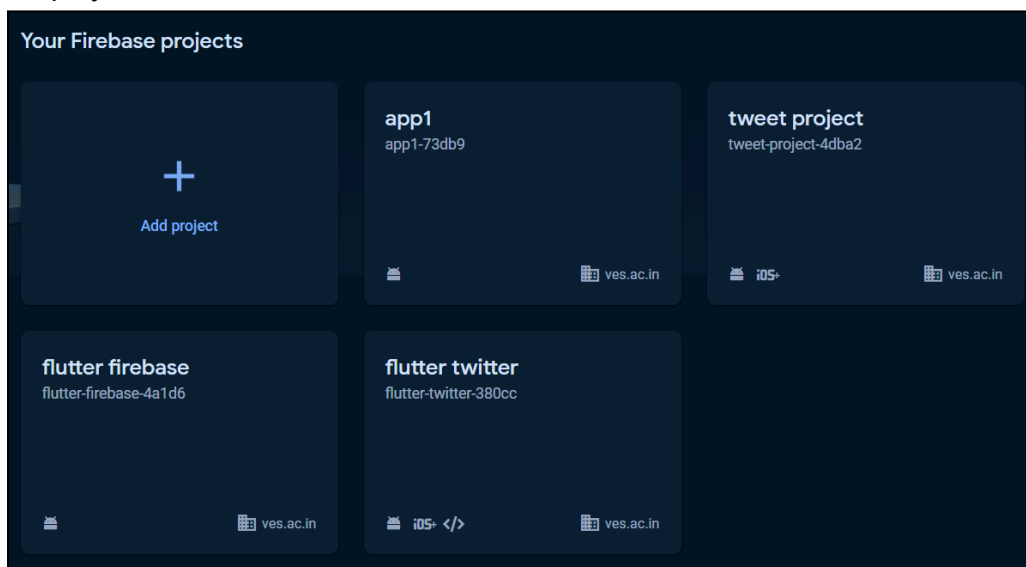 Your Firebase projects
Add project
app1
app1-73db9
ves.ac.in
tweet project
tweet-project-4dba2
iOS+
ves.ac.in
flutter firebase
flutter-firebase-4a1d6
ves.ac.in
flutter twitter
flutter-twitter-380cc
iOS+ </>
ves.ac.in